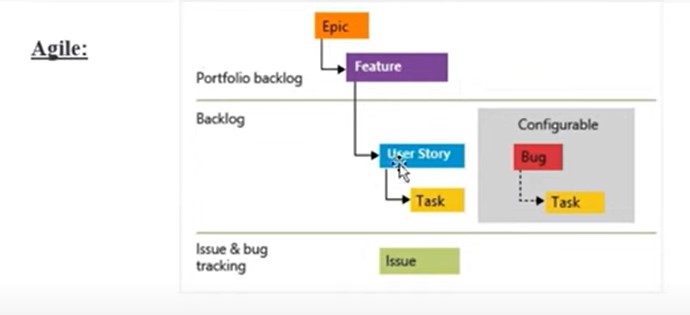 Agile:
Epic
Feature
Portfolio backlog
Backlog
User Story
Task
Configurable
Bug
Task
Issue & bug
tracking
Issue